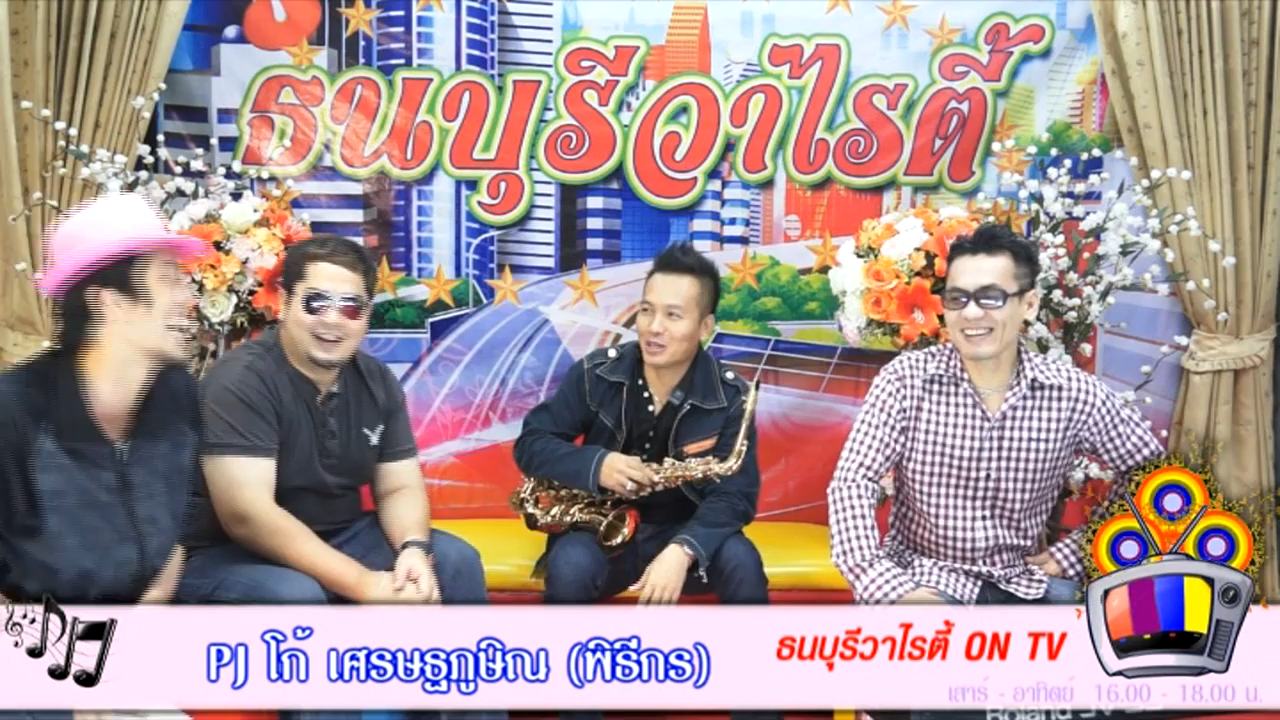 ธนบุรีวาไรตี้
PJ โก้ เศรษฐภูษิณ (พิธีกร)
ธนบุรีวาไรตี้ ON TV
เสาร์ - อาทิตย์ 16.00 - 18.00 น.
Roland